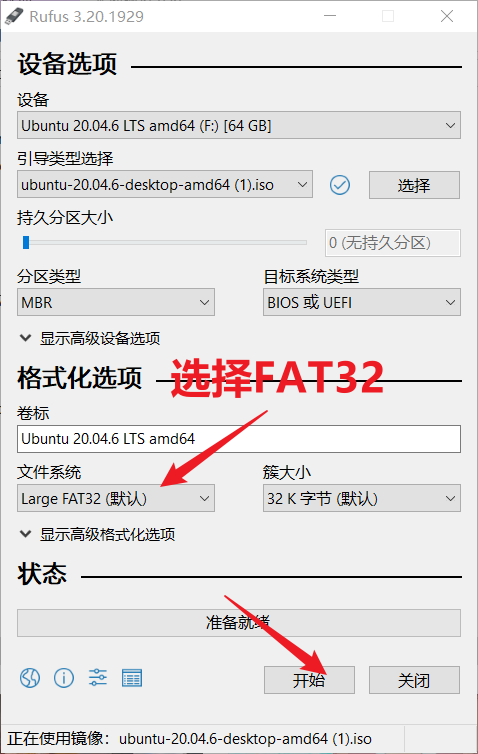 Rufus 3.20.1929
设备选项
设备
Ubuntu 20.04.6 LTS amd64 (F:) [64 GB]
引导类型选择
ubuntu-20.04.6-desktop-amd64 (1).iso
选择
持久分区大小
0 (无持久分区)
分区类型
目标系统类型
MBR
BIOS 或 UEFI
显示高级设备选项
格式化选项
选择FAT32
卷标
Ubuntu 20.04.6 LTS amd64
文件系统
簇大小
Large FAT32 (默认)
32 K 字节 (默认)
显示高级格式化选项
状态
准备就绪
开始
关闭
正在使用镜像：ubuntu-20.04.6-desktop-amd64 (1).iso